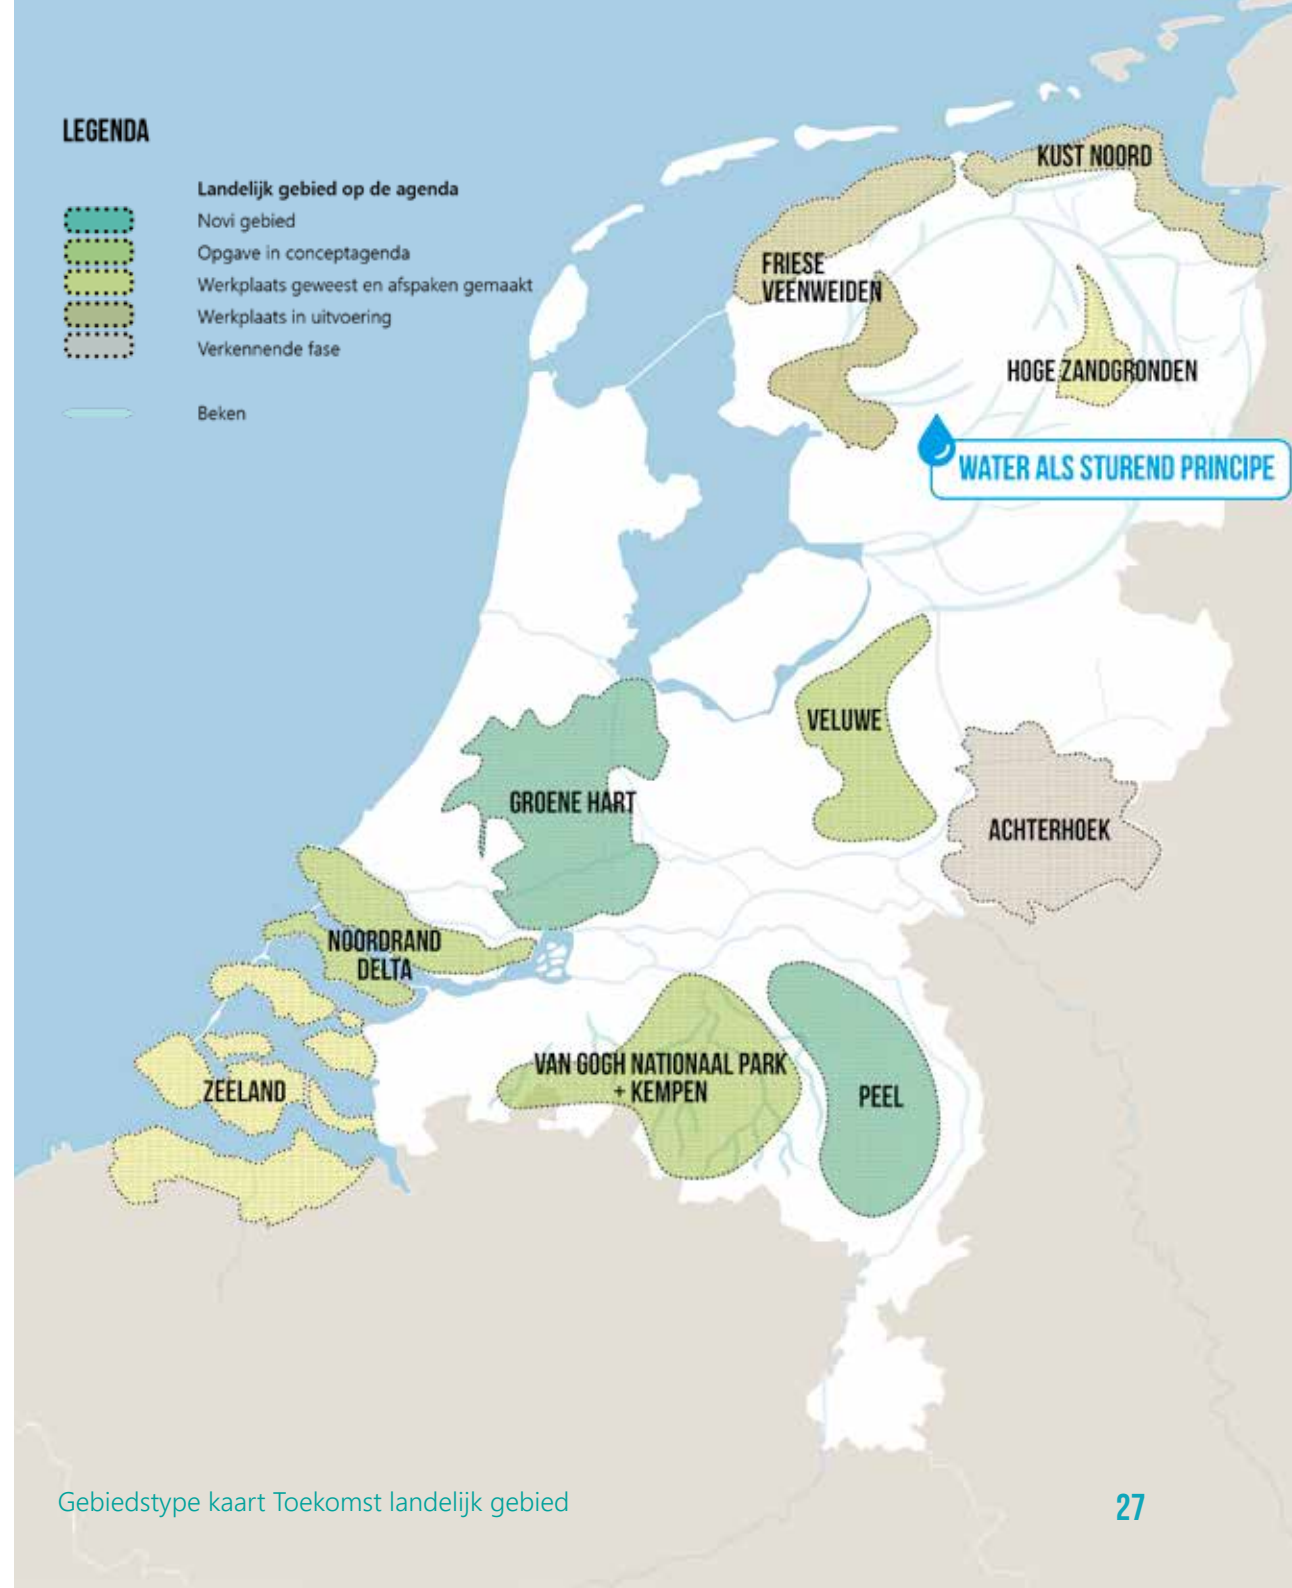 LEGENDA
Landelijk gebied op de agenda
Novi gebied
Opgave in conceptagenda
Werkplaats geweest en afspaken gemaakt
Werkplaats in uitvoering
Verkennende fase
Beken
KUST NOORD
FRIESE
VEENWEIDEN
HOGE ZANDGRONDEN
WATER ALS STUREND PRINCIPE
VELUWE
GROENE HART
ACHTERHOEK
NOORDRAND
DELTA
ZEELAND
VAN GOGH NATIONAAL PARK
+ KEMPEN
PEEL
Gebiedstype kaart Toekomst landelijk gebied
27